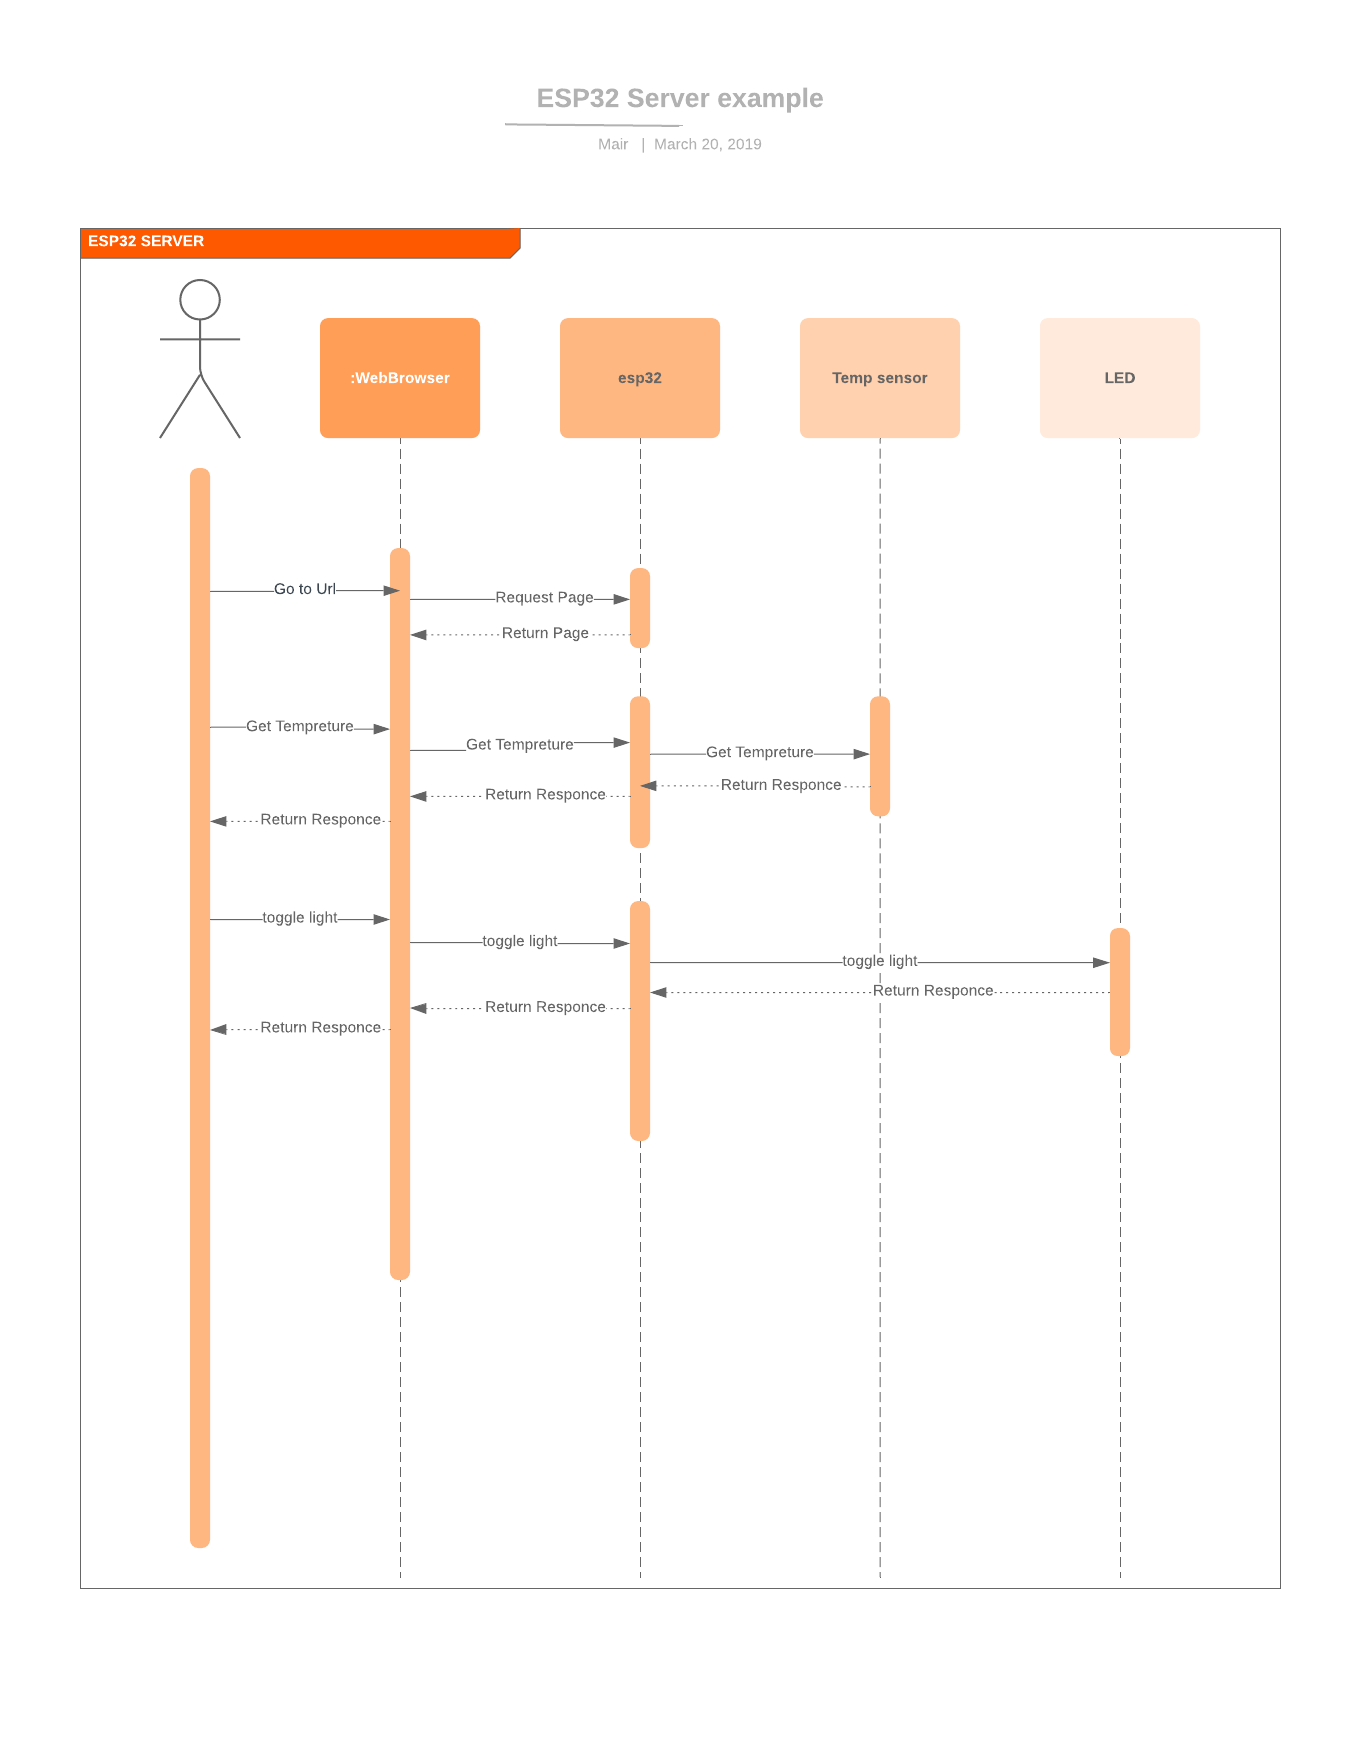 ESP32 Server example
Mair | March 20, 2019
ESP32 SERVER
:WebBrowser
esp32
Temp sensor
LED
Go to Url
Request Page
Return Page
Get Tempreture
Get Tempreture
Get Tempreture
Return Responce
Return Responce
Return Responce
toggle light
toggle light
toggle light
Return Responce
Return Responce
Return Responce